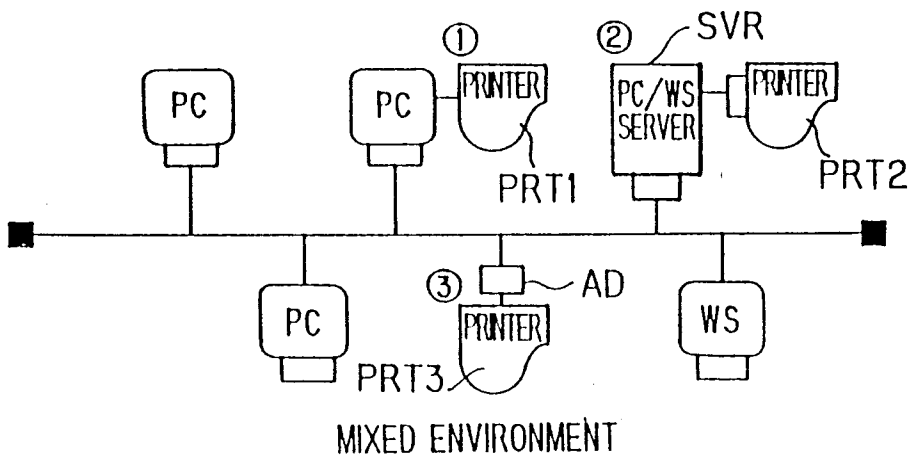 ① ② SVR
PC PC PRINTER PC/WS SERVER PRINTER
PRT1 PRT2
③ AD
PC PRINTER WS
PRT3
MIXED ENVIRONMENT